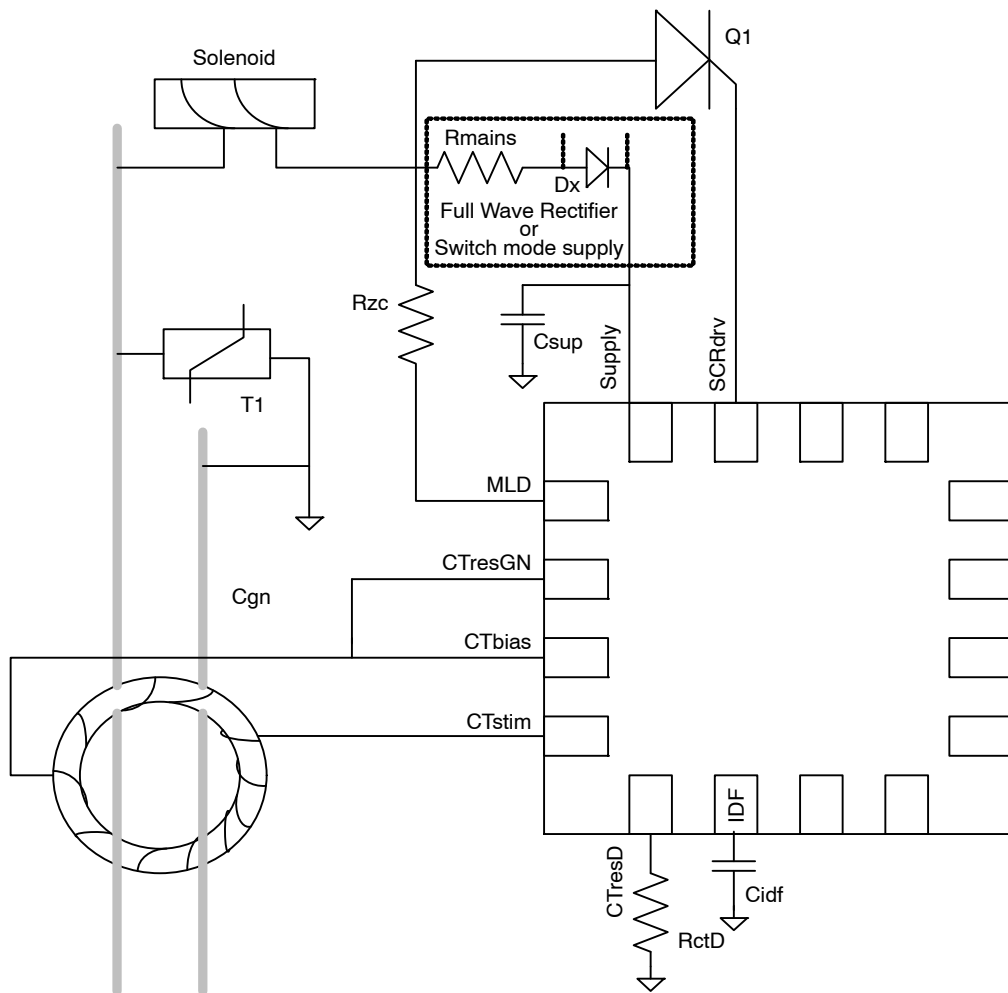 Q1
Solenoid
Rmains
Dx
Full Wave Rectifier
or
Switch mode supply
Rzc
Csup
Supply
SCRdrv
T1
MLD
CTresGN
Cgn
CTbias
CTstim
IDF
CTresD
Cidf
RctD